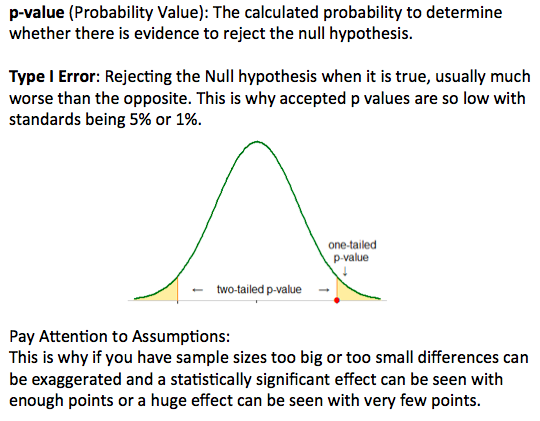 p-value (Probability Value): The calculated probability to determine
whether there is evidence to reject the null hypothesis.
Type I Error: Rejecting the Null hypothesis when it is true, usually much
worse than the opposite. This is why accepted p values are so low with
standards being 5% or 1%.
one-tailed
p-value
↓
← two-tailed p-value →
Pay Attention to Assumptions:
This is why if you have sample sizes too big or too small differences can
be exaggerated and a statistically significant effect can be seen with
enough points or a huge effect can be seen with very few points.